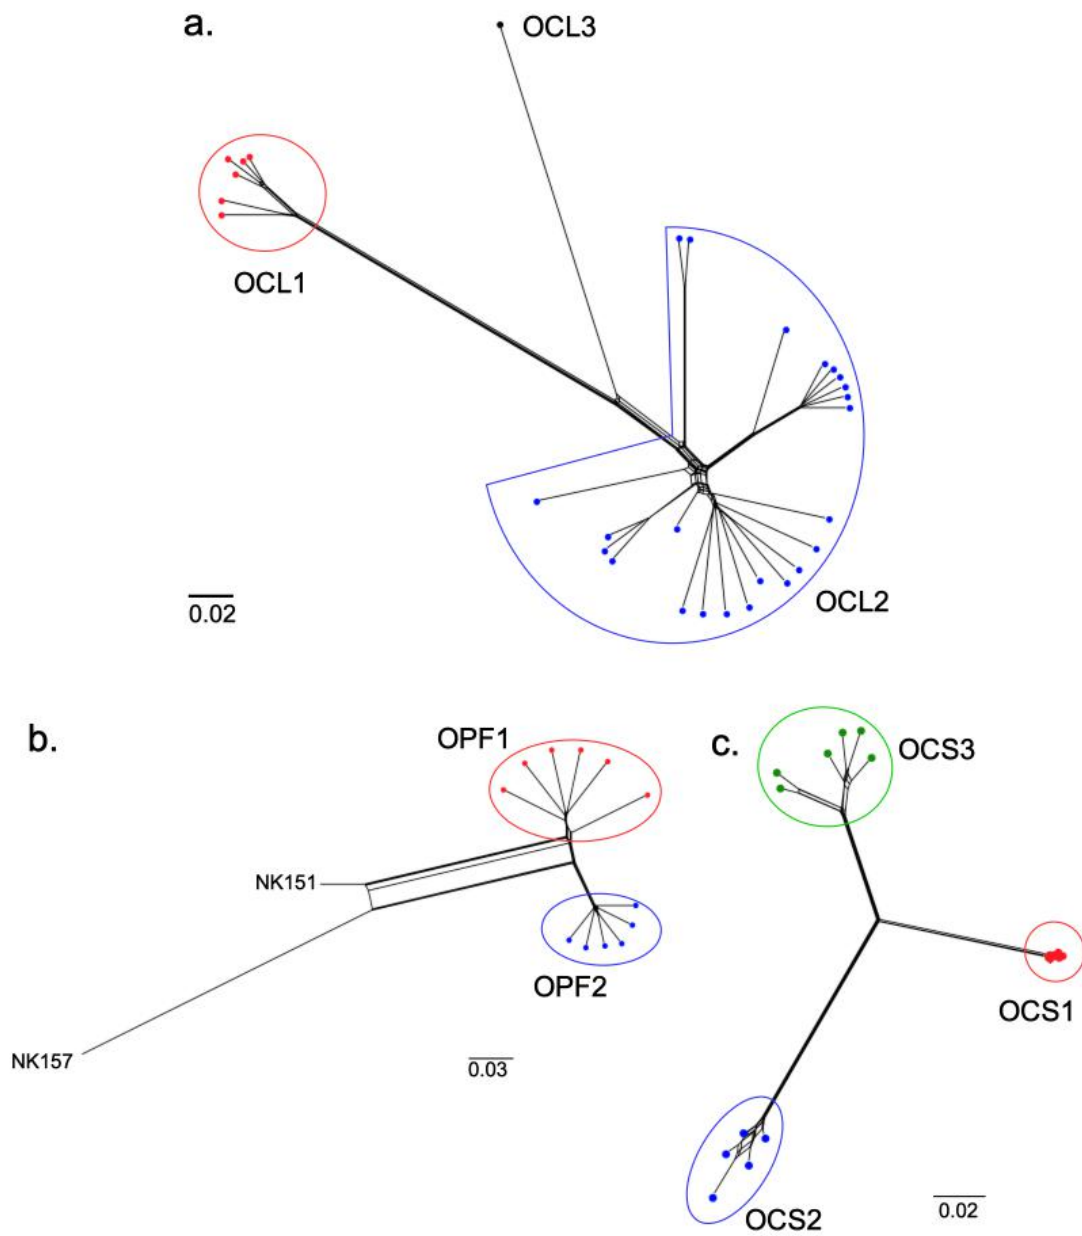 a.
OCL3
OCL1
OCL2
0.02
b.
OPF1
NK151
OPF2
NK157
0.03
c.
OCS3
OCS1
OCS2
0.02